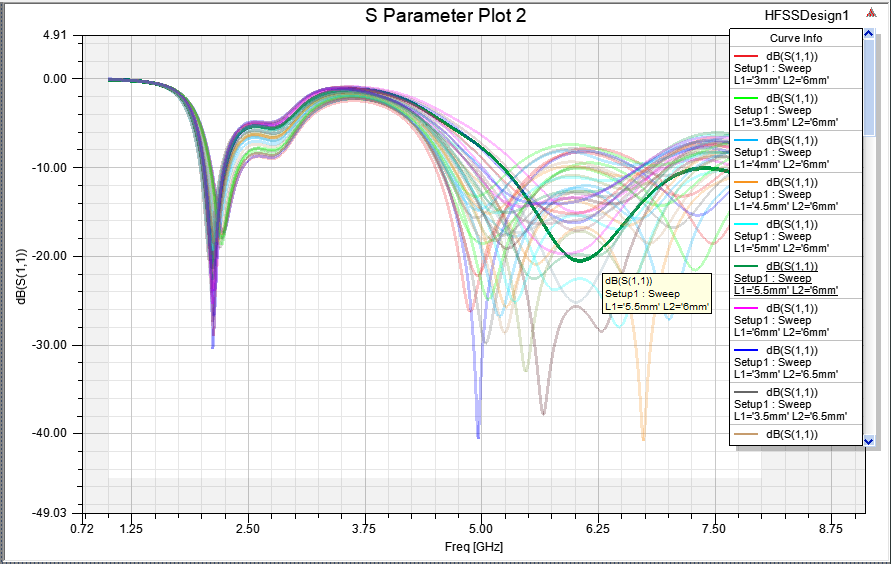 S Parameter Plot 2
HFSSDesign1
4.91
0.00
-10.00
-20.00
-30.00
-40.00
-49.03
dB(S(1,1))
0.72
1.25
2.50
3.75
5.00
6.25
7.50
8.75
Freq [GHz]
dB(S(1,1))
Setup1 : Sweep
L1='5.5mm' L2='6mm'
Curve Info
dB(S(1,1))
Setup1 : Sweep
L1='3mm' L2='6mm'
dB(S(1,1))
Setup1 : Sweep
L1='3.5mm' L2='6mm'
dB(S(1,1))
Setup1 : Sweep
L1='4mm' L2='6mm'
dB(S(1,1))
Setup1 : Sweep
L1='4.5mm' L2='6mm'
dB(S(1,1))
Setup1 : Sweep
L1='5mm' L2='6mm'
dB(S(1,1))
Setup1 : Sweep
L1='5.5mm' L2='6mm'
dB(S(1,1))
Setup1 : Sweep
L1='6mm' L2='6mm'
dB(S(1,1))
Setup1 : Sweep
L1='3mm' L2='6.5mm'
dB(S(1,1))
Setup1 : Sweep
L1='3.5mm' L2='6.5mm'
dB(S(1,1))